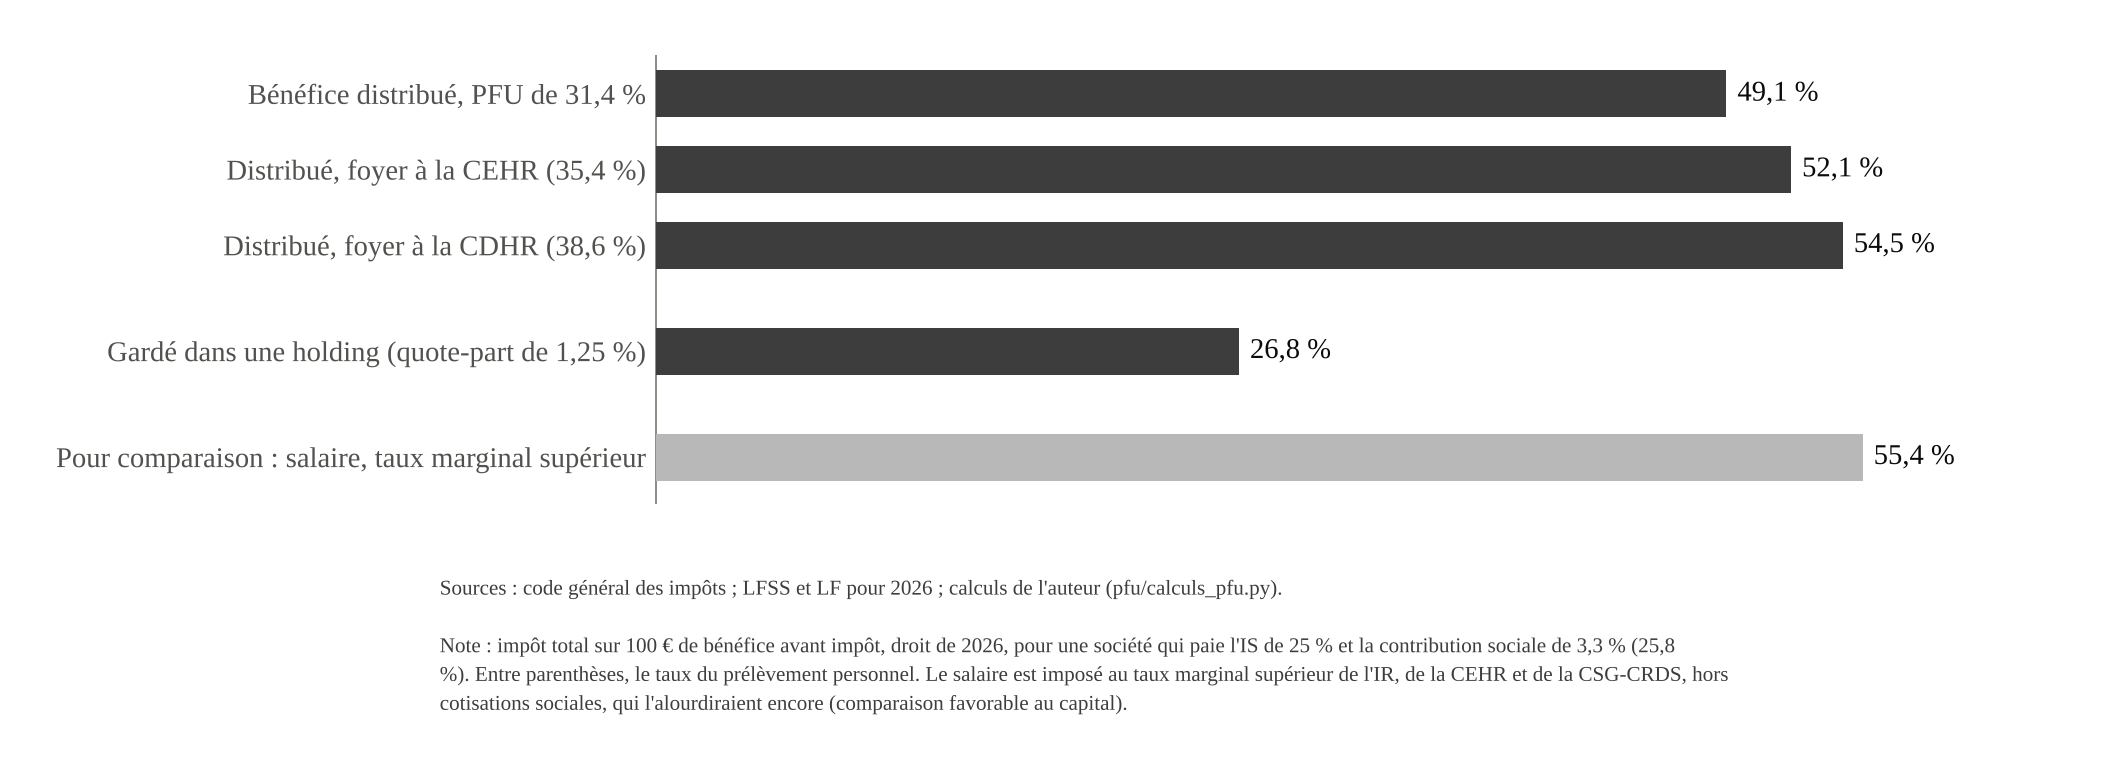 Bénéfice distribué, PFU de 31,4 % 49,1 %
Distribué, foyer à la CEHR (35,4 %) 52,1 %
Distribué, foyer à la CDHR (38,6 %) 54,5 %
Gardé dans une holding (quote-part de 1,25 %) 26,8 %
Pour comparaison : salaire, taux marginal supérieur 55,4 %
Sources : code général des impôts ; LFSS et LF pour 2026 ; calculs de l'auteur (pfu/calculs_pfu.py).
Note : impôt total sur 100 € de bénéfice avant impôt, droit de 2026, pour une société qui paie l'IS de 25 % et la contribution sociale de 3,3 % (25,8
%). Entre parenthèses, le taux du prélèvement personnel. Le salaire est imposé au taux marginal supérieur de l'IR, de la CEHR et de la CSG-CRDS, hors
cotisations sociales, qui l'alourdiraient encore (comparaison favorable au capital).